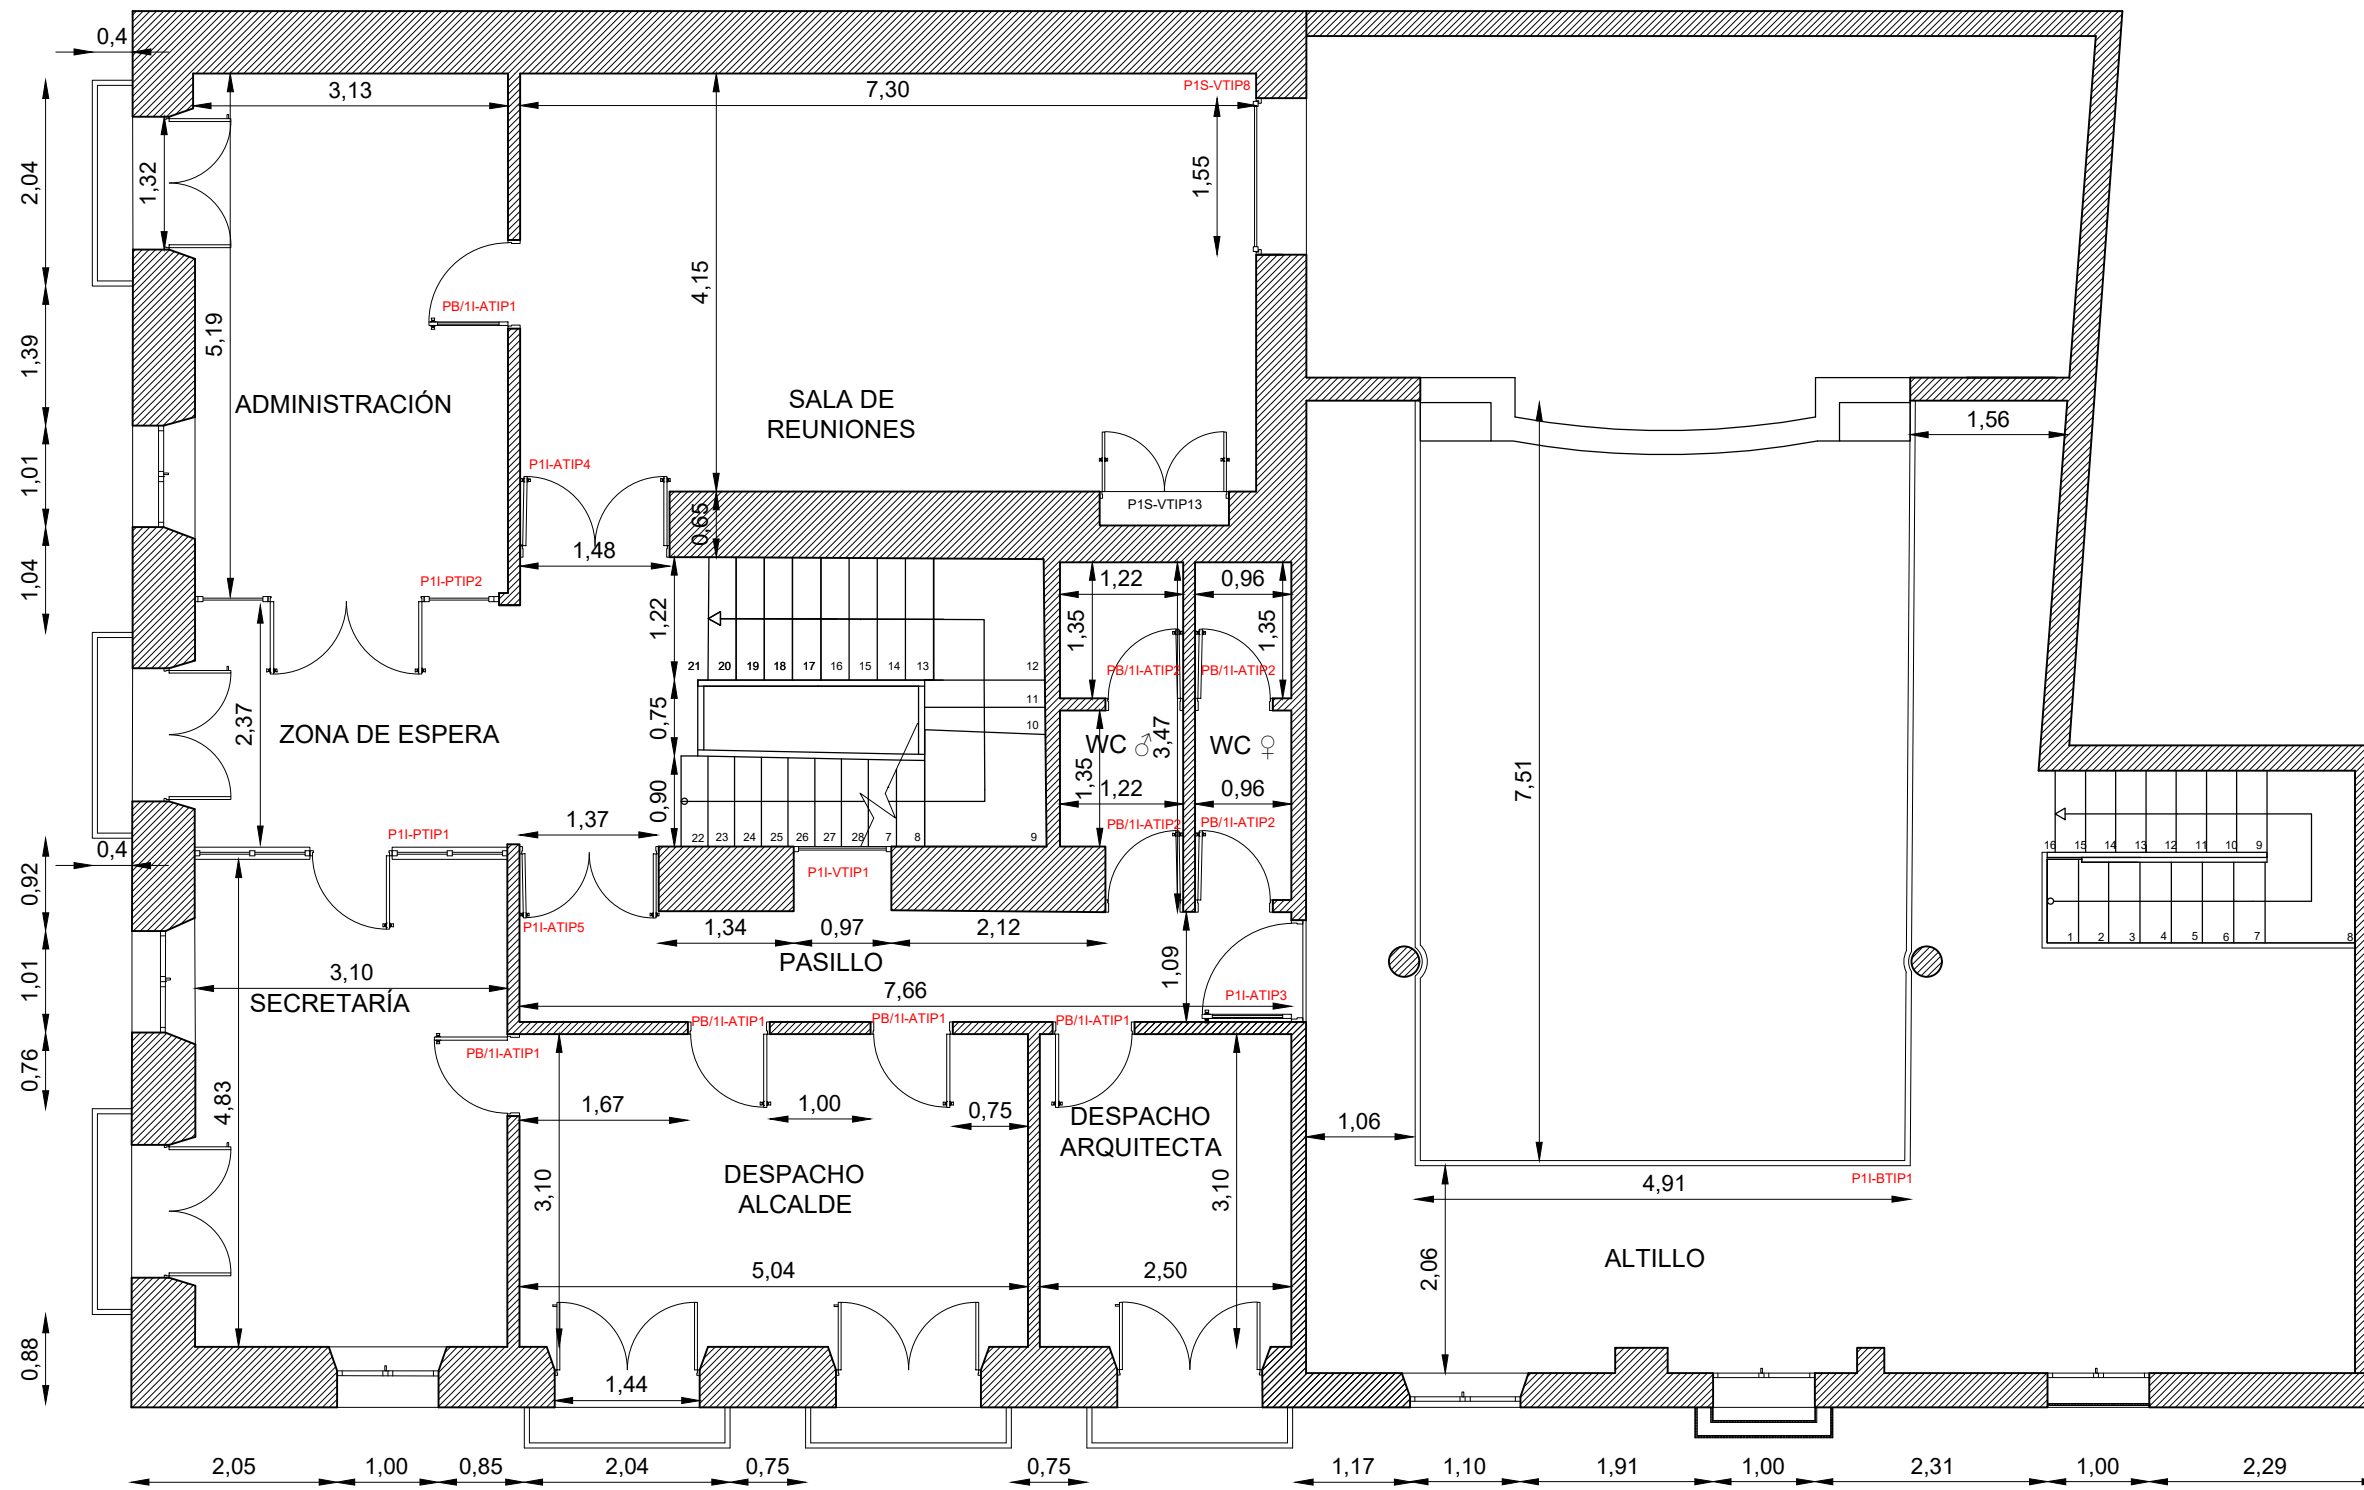 0,4
3,13
7,30
P1S-VTIP8
2,04
1,32
1,55
4,15
PB/1I-ATIP1
5,19
1,39
ADMINISTRACIÓN
SALA DE
REUNIONES
1,56
1,01
P1I-ATIP4
P1S-VTIP13
0,65
1,48
1,04
P1I-PTIP2
1,22
0,96
1,22
1,35
1,35
21 20 19 18 17 16 15 14 13 12
PB/1I-ATIP2
PB/1I-ATIP2
11
0,75
10
2,37
ZONA DE ESPERA
WC ♂
3,47
WC ♀
1,35
7,51
1,22
0,96
0,90
1,37
PB/1I-ATIP2
PB/1I-ATIP2
P1I-PTIP1
22 23 24 25 26 27 28 7 8 9
0,4
16 15 14 13 12 11 10 9
0,92
P1I-VTIP1
P1I-ATIP5
1,34
0,97
2,12
1 2 3 4 5 6 7 8
PASILLO
1,09
1,01
3,10
7,66
P1I-ATIP3
SECRETARÍA
PB/1I-ATIP1
PB/1I-ATIP1
PB/1I-ATIP1
PB/1I-ATIP1
0,76
4,83
1,67
1,00
0,75
DESPACHO
ARQUITECTA
1,06
DESPACHO
ALCALDE
3,10
3,10
4,91
P1I-BTIP1
5,04
2,50
2,06
ALTILLO
0,88
1,44
2,05
1,00
0,85
2,04
0,75
0,75
1,17
1,10
1,91
1,00
2,31
1,00
2,29